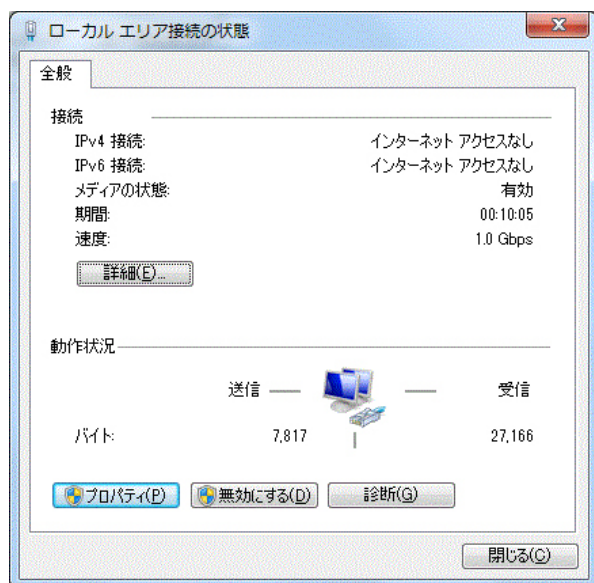 ローカル エリア接続の状態
全般
接続
IPv4 接続: インターネット アクセスなし
IPv6 接続: インターネット アクセスなし
メディアの状態: 有効
期間: 00:10:05
速度: 1.0 Gbps
詳細(E)...
動作状況
送信 受信
バイト: 7,817 27,166
プロパティ(P) 無効にする(D) 診断(G)
閉じる(C)